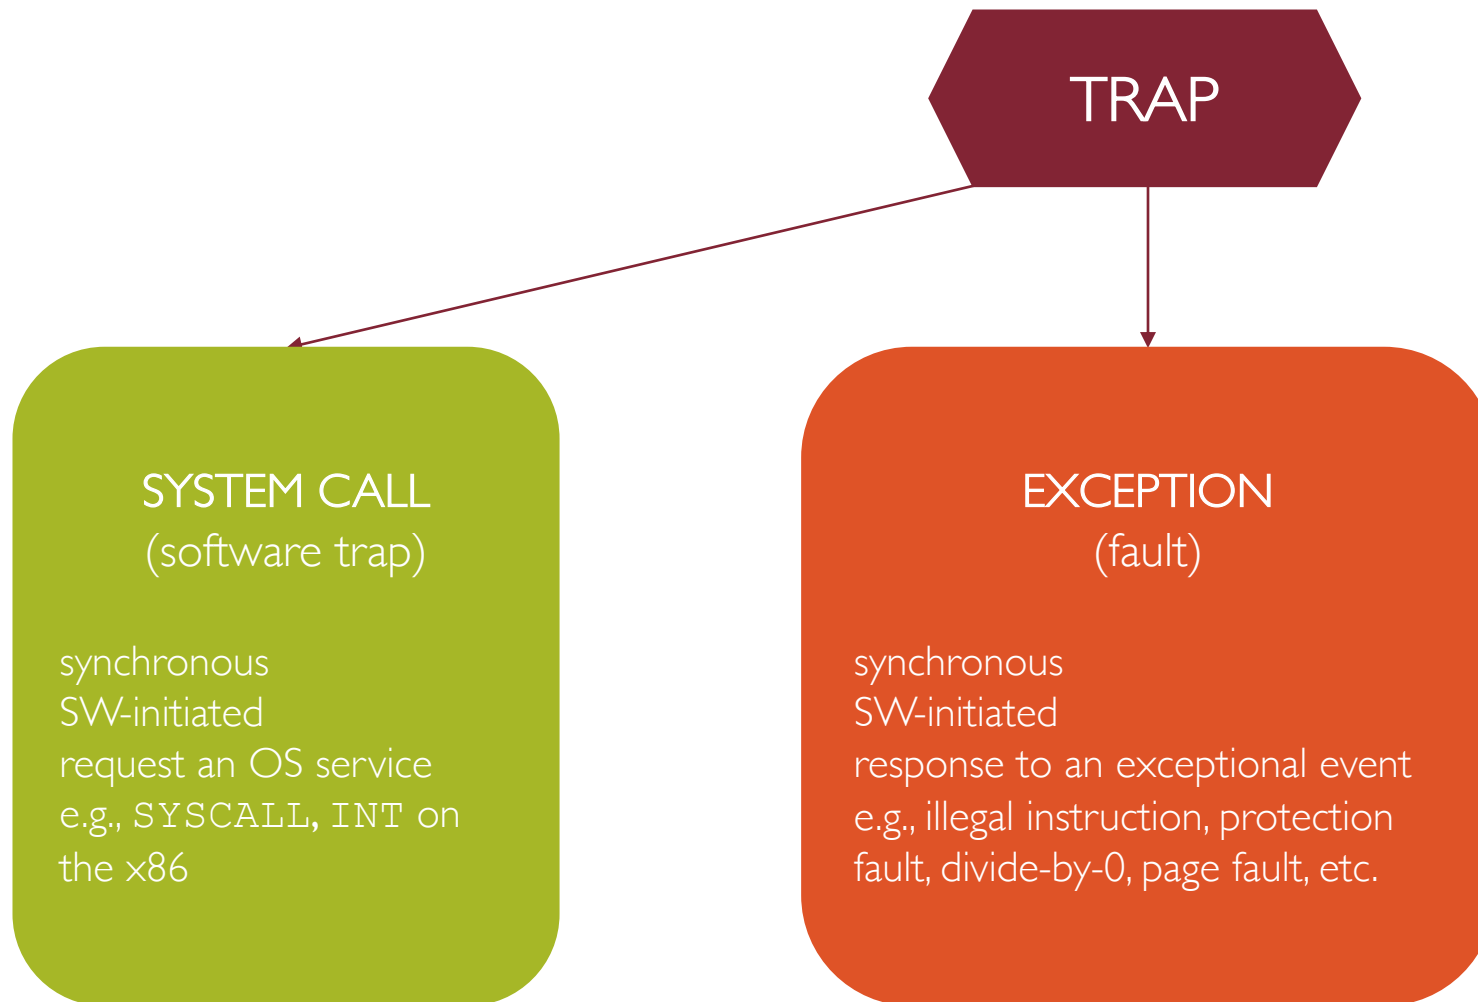 TRAP
SYSTEM CALL
(software trap)
synchronous
SW-initiated
request an OS service
e.g., SYSCALL, INT on
the x86
EXCEPTION
(fault)
synchronous
SW-initiated
response to an exceptional event
e.g., illegal instruction, protection
fault, divide-by-0, page fault, etc.